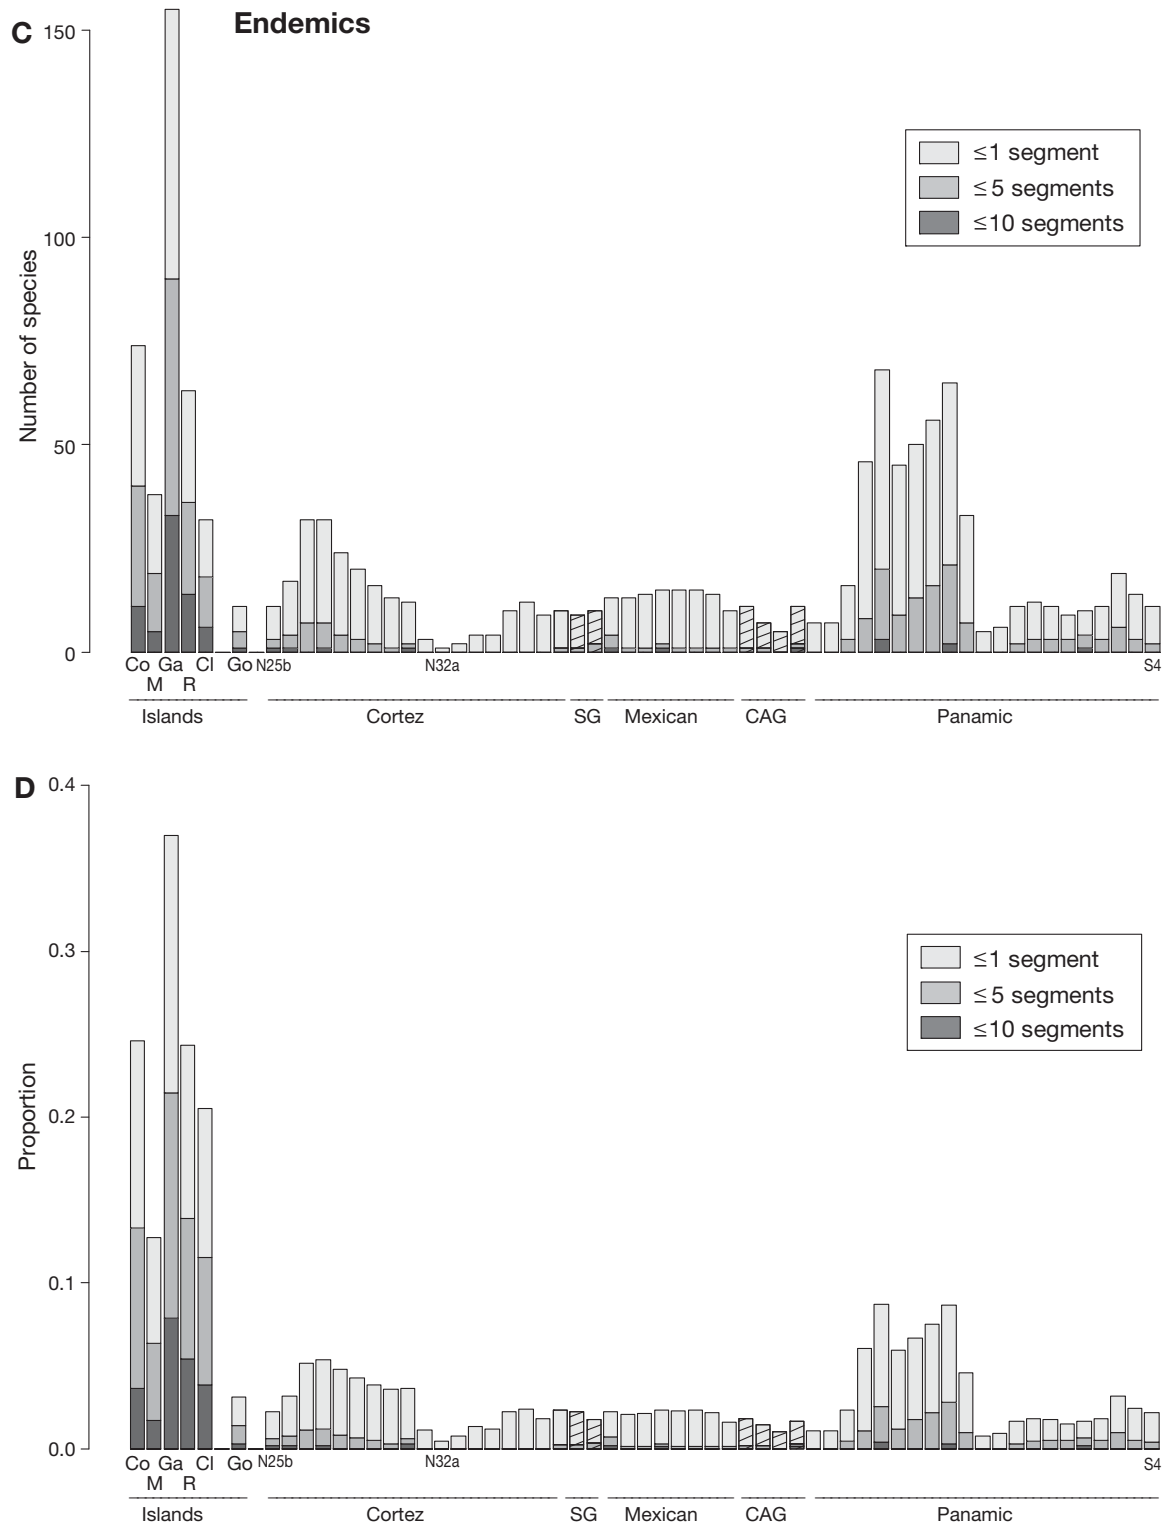 C
Endemics
150
100
50
0
Number of species
≤1 segment
≤5 segments
≤10 segments
Co
M
Ga
R
Cl
Go
N25b
N32a
S4
Islands
Cortez
SG
Mexican
CAG
Panamic
D
0.4
0.3
0.2
0.1
0.0
Proportion
≤1 segment
≤5 segments
≤10 segments
Co
M
Ga
R
Cl
Go
N25b
N32a
S4
Islands
Cortez
SG
Mexican
CAG
Panamic